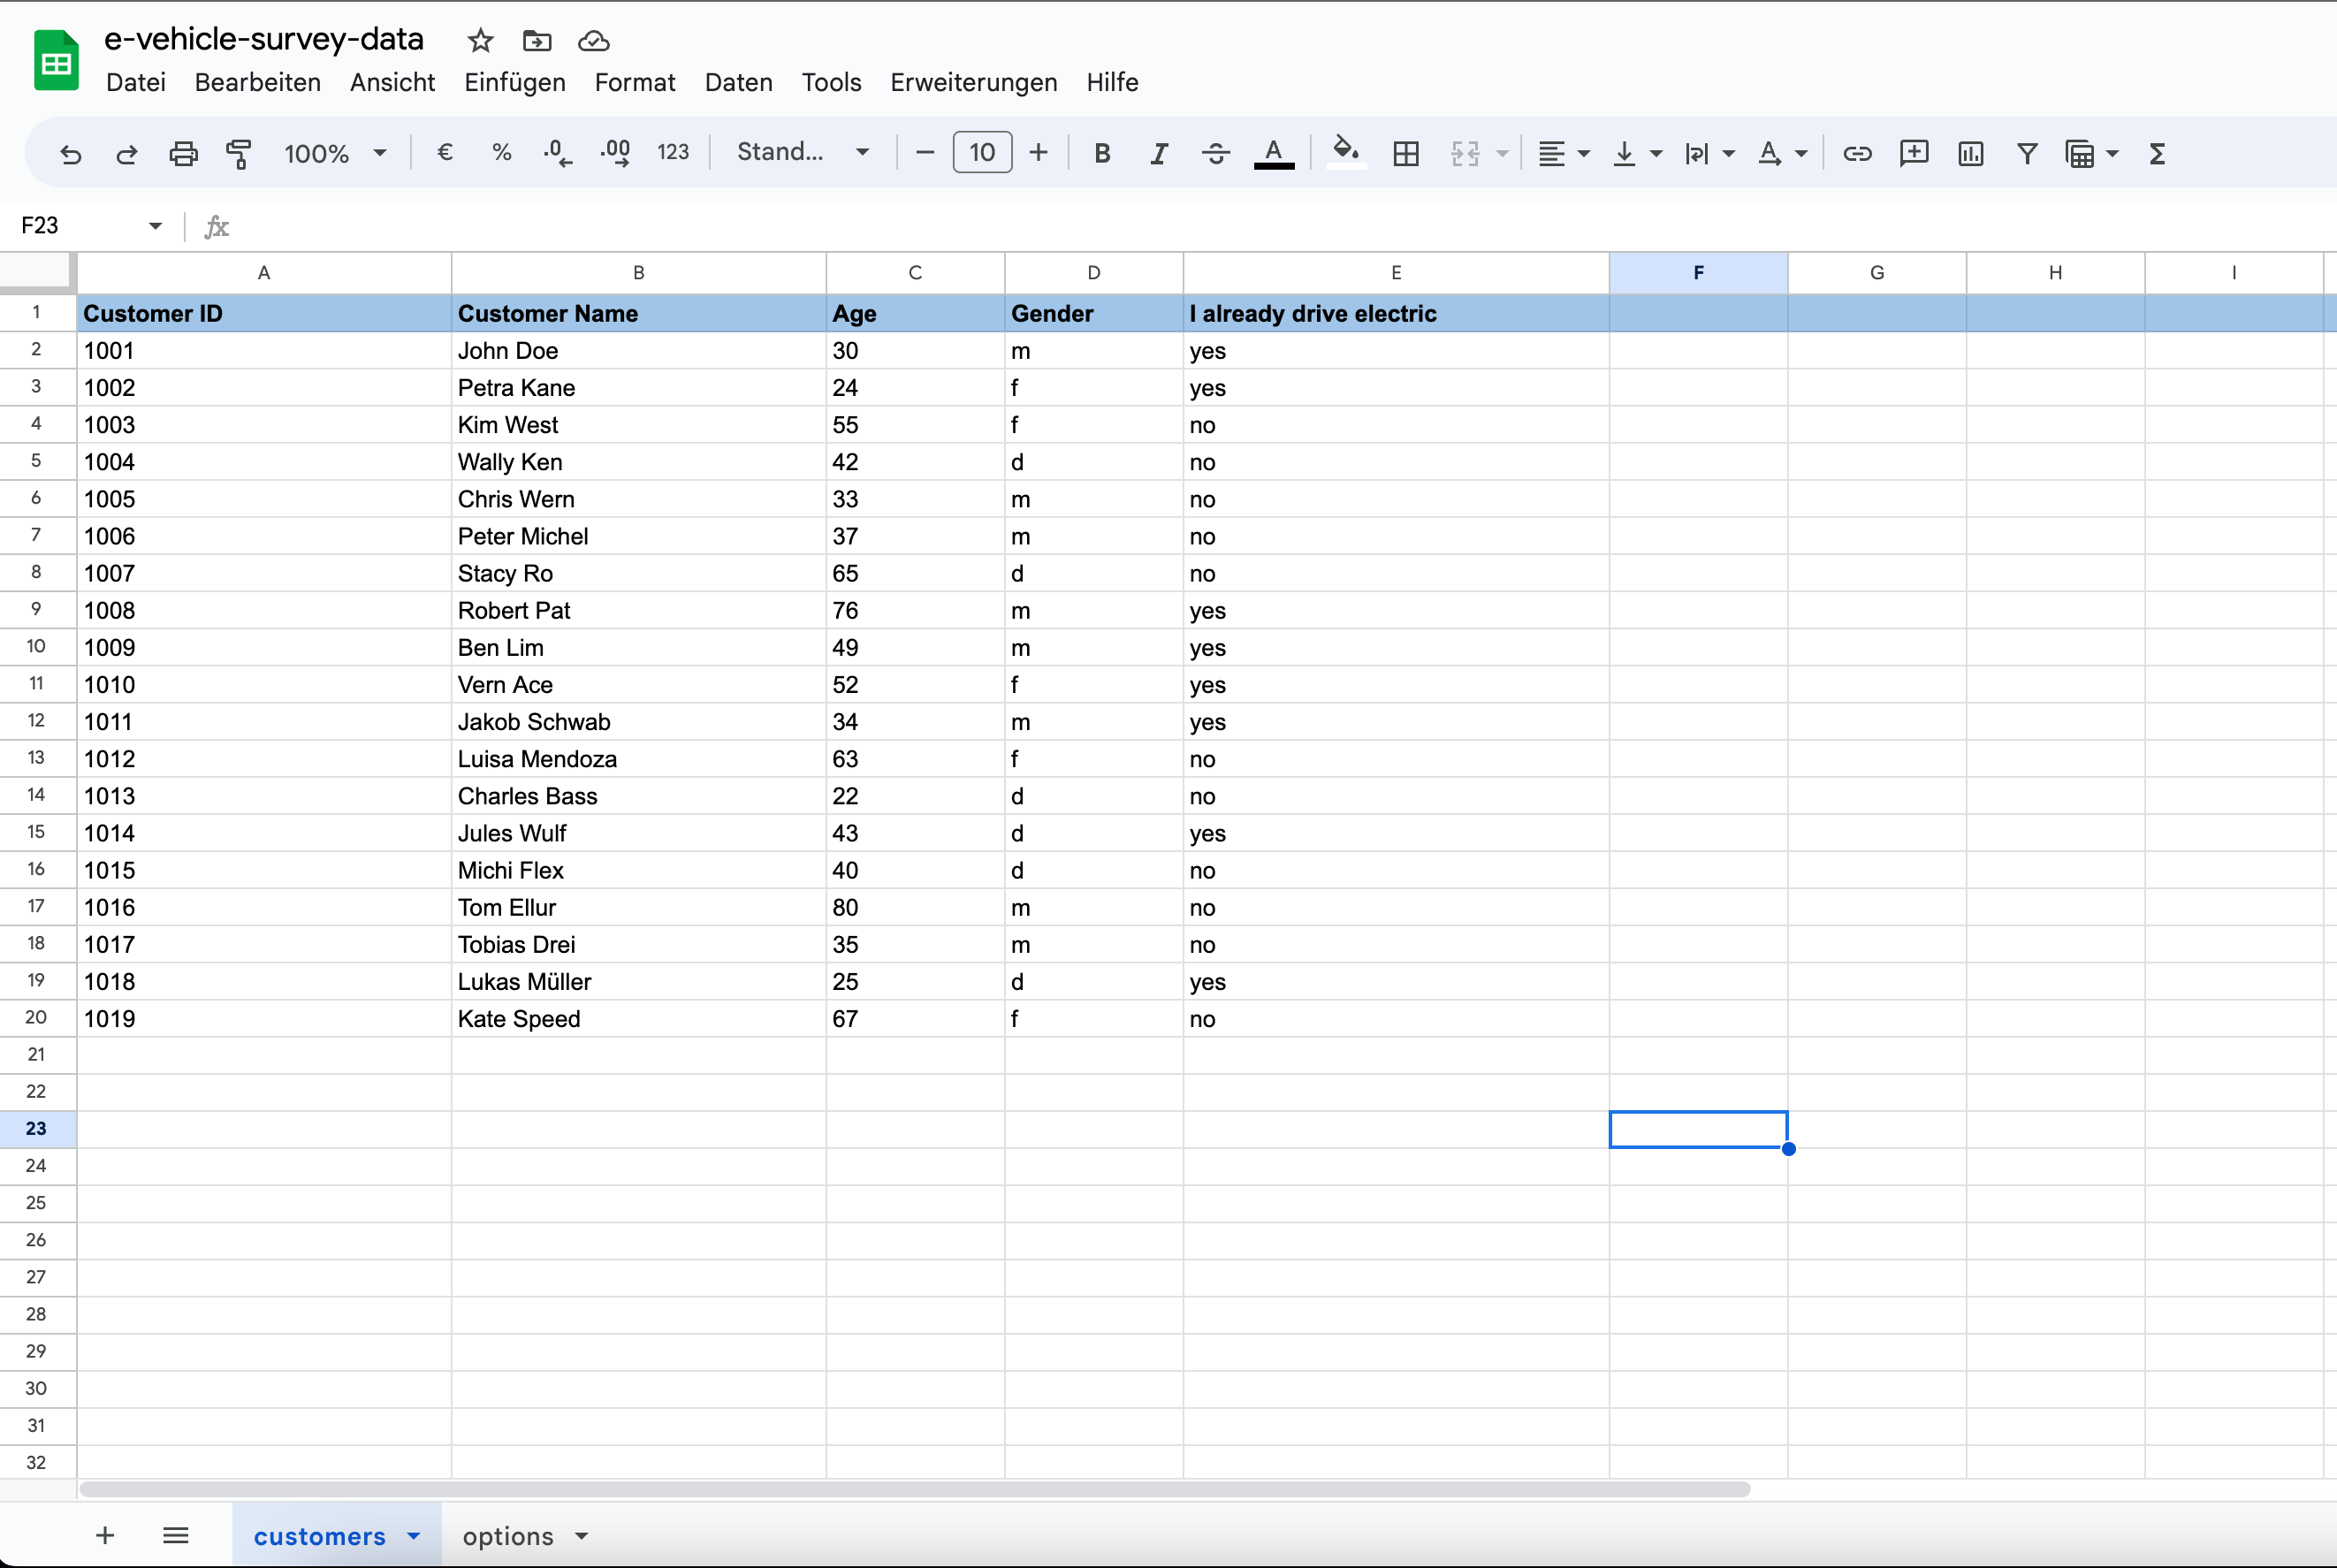 e-vehicle-survey-data
Datei Bearbeiten Ansicht Einfügen Format Daten Tools Erweiterungen Hilfe
100% € % .0 .00 123 Stand... 10 B I A A Σ
F23 fx
A B C D E F G H I
1 Customer ID Customer Name Age Gender I already drive electric
2 1001 John Doe 30 m yes
3 1002 Petra Kane 24 f yes
4 1003 Kim West 55 f no
5 1004 Wally Ken 42 d no
6 1005 Chris Wern 33 m no
7 1006 Peter Michel 37 m no
8 1007 Stacy Ro 65 d no
9 1008 Robert Pat 76 m yes
10 1009 Ben Lim 49 m yes
11 1010 Vern Ace 52 f yes
12 1011 Jakob Schwab 34 m yes
13 1012 Luisa Mendoza 63 f no
14 1013 Charles Bass 22 d no
15 1014 Jules Wulf 43 d yes
16 1015 Michi Flex 40 d no
17 1016 Tom Ellur 80 m no
18 1017 Tobias Drei 35 m no
19 1018 Lukas Müller 25 d yes
20 1019 Kate Speed 67 f no
21
22
23
24
25
26
27
28
29
30
31
32
customers options